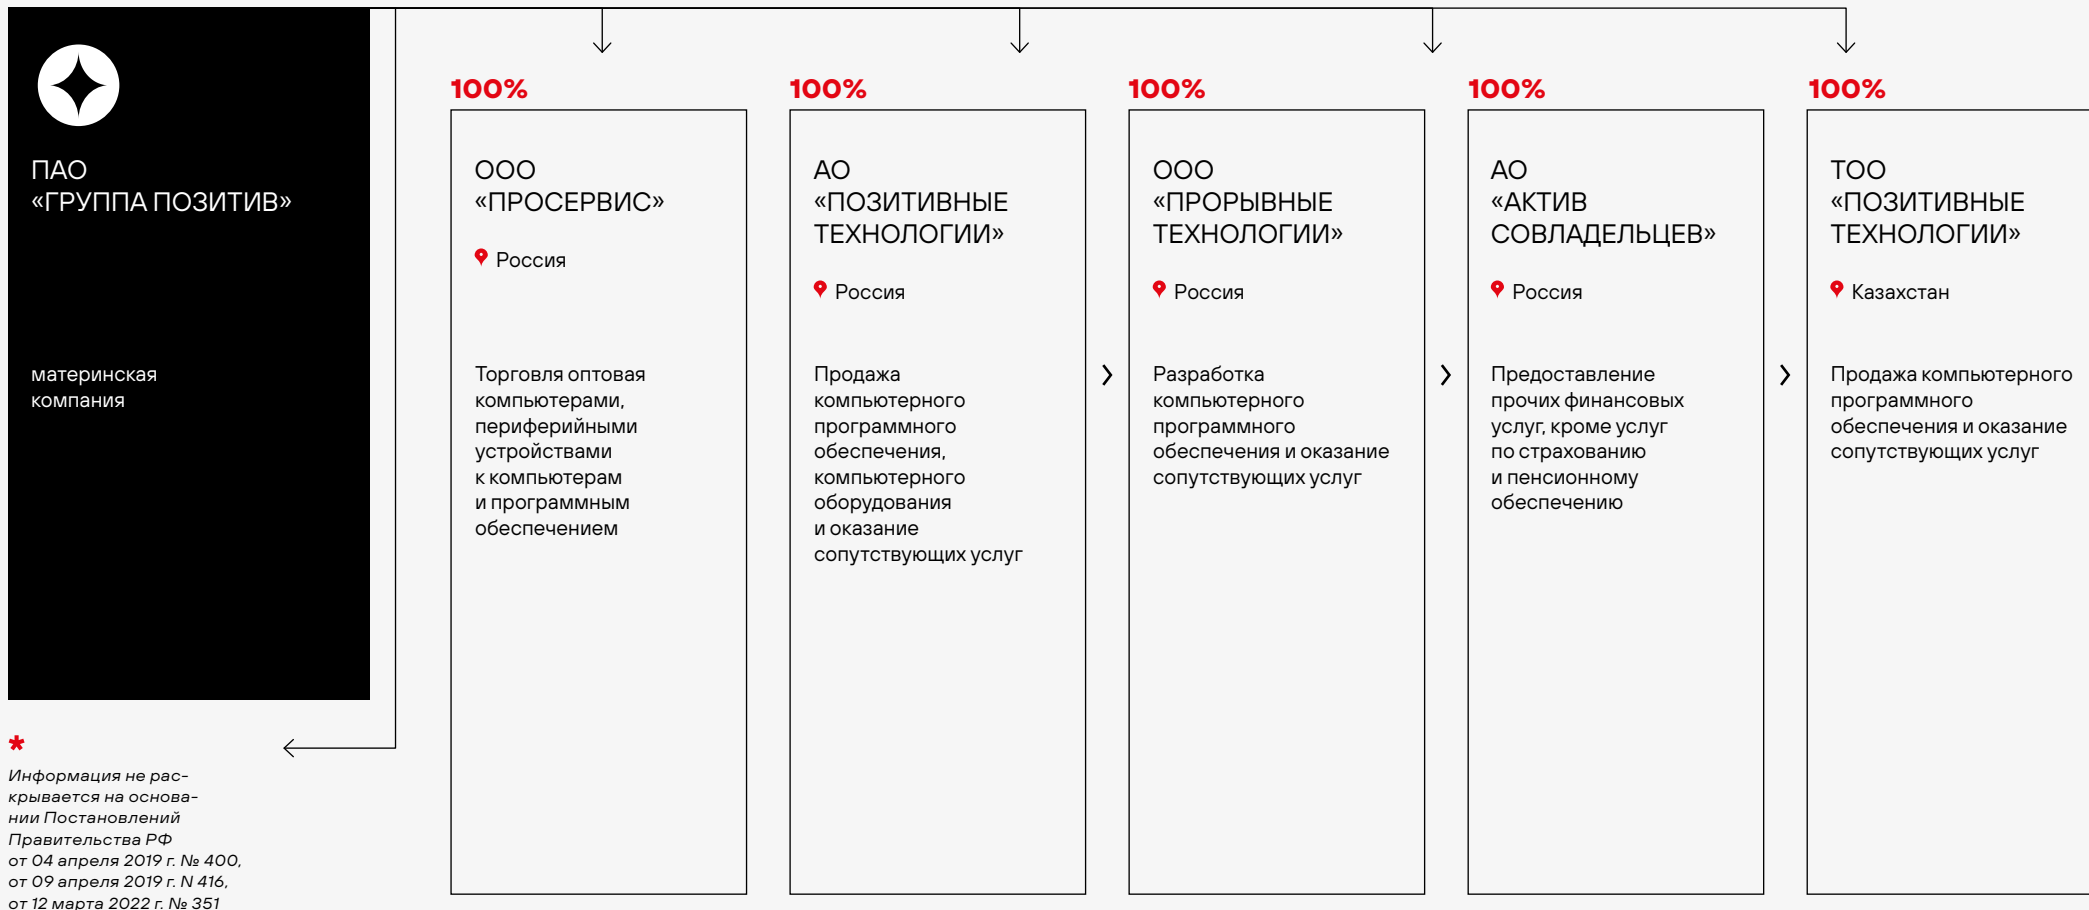 ПАО
«ГРУППА ПОЗИТИВ»
материнская
компания
*
Информация не рас-
крывается на основа-
нии Постановлений
Правительства РФ
от 04 апреля 2019 г. № 400,
от 09 апреля 2019 г. N 416,
от 12 марта 2022 г. № 351
100%
ООО
«ПРОСЕРВИС»
Россия
Торговля оптовая
компьютерами,
периферийными
устройствами
к компьютерам
и программным
обеспечением
100%
АО
«ПОЗИТИВНЫЕ
ТЕХНОЛОГИИ»
Россия
Продажа
компьютерного
программного
обеспечения,
компьютерного
оборудования
и оказание
сопутствующих услуг
100%
ООО
«ПРОРЫВНЫЕ
ТЕХНОЛОГИИ»
Россия
Разработка
компьютерного
программного
обеспечения и оказание
сопутствующих услуг
100%
АО
«АКТИВ
СОВЛАДЕЛЬЦЕВ»
Россия
Предоставление
прочих финансовых
услуг, кроме услуг
по страхованию
и пенсионному
обеспечению
100%
ТОО
«ПОЗИТИВНЫЕ
ТЕХНОЛОГИИ»
Казахстан
Продажа компьютерного
программного
обеспечения и оказание
сопутствующих услуг